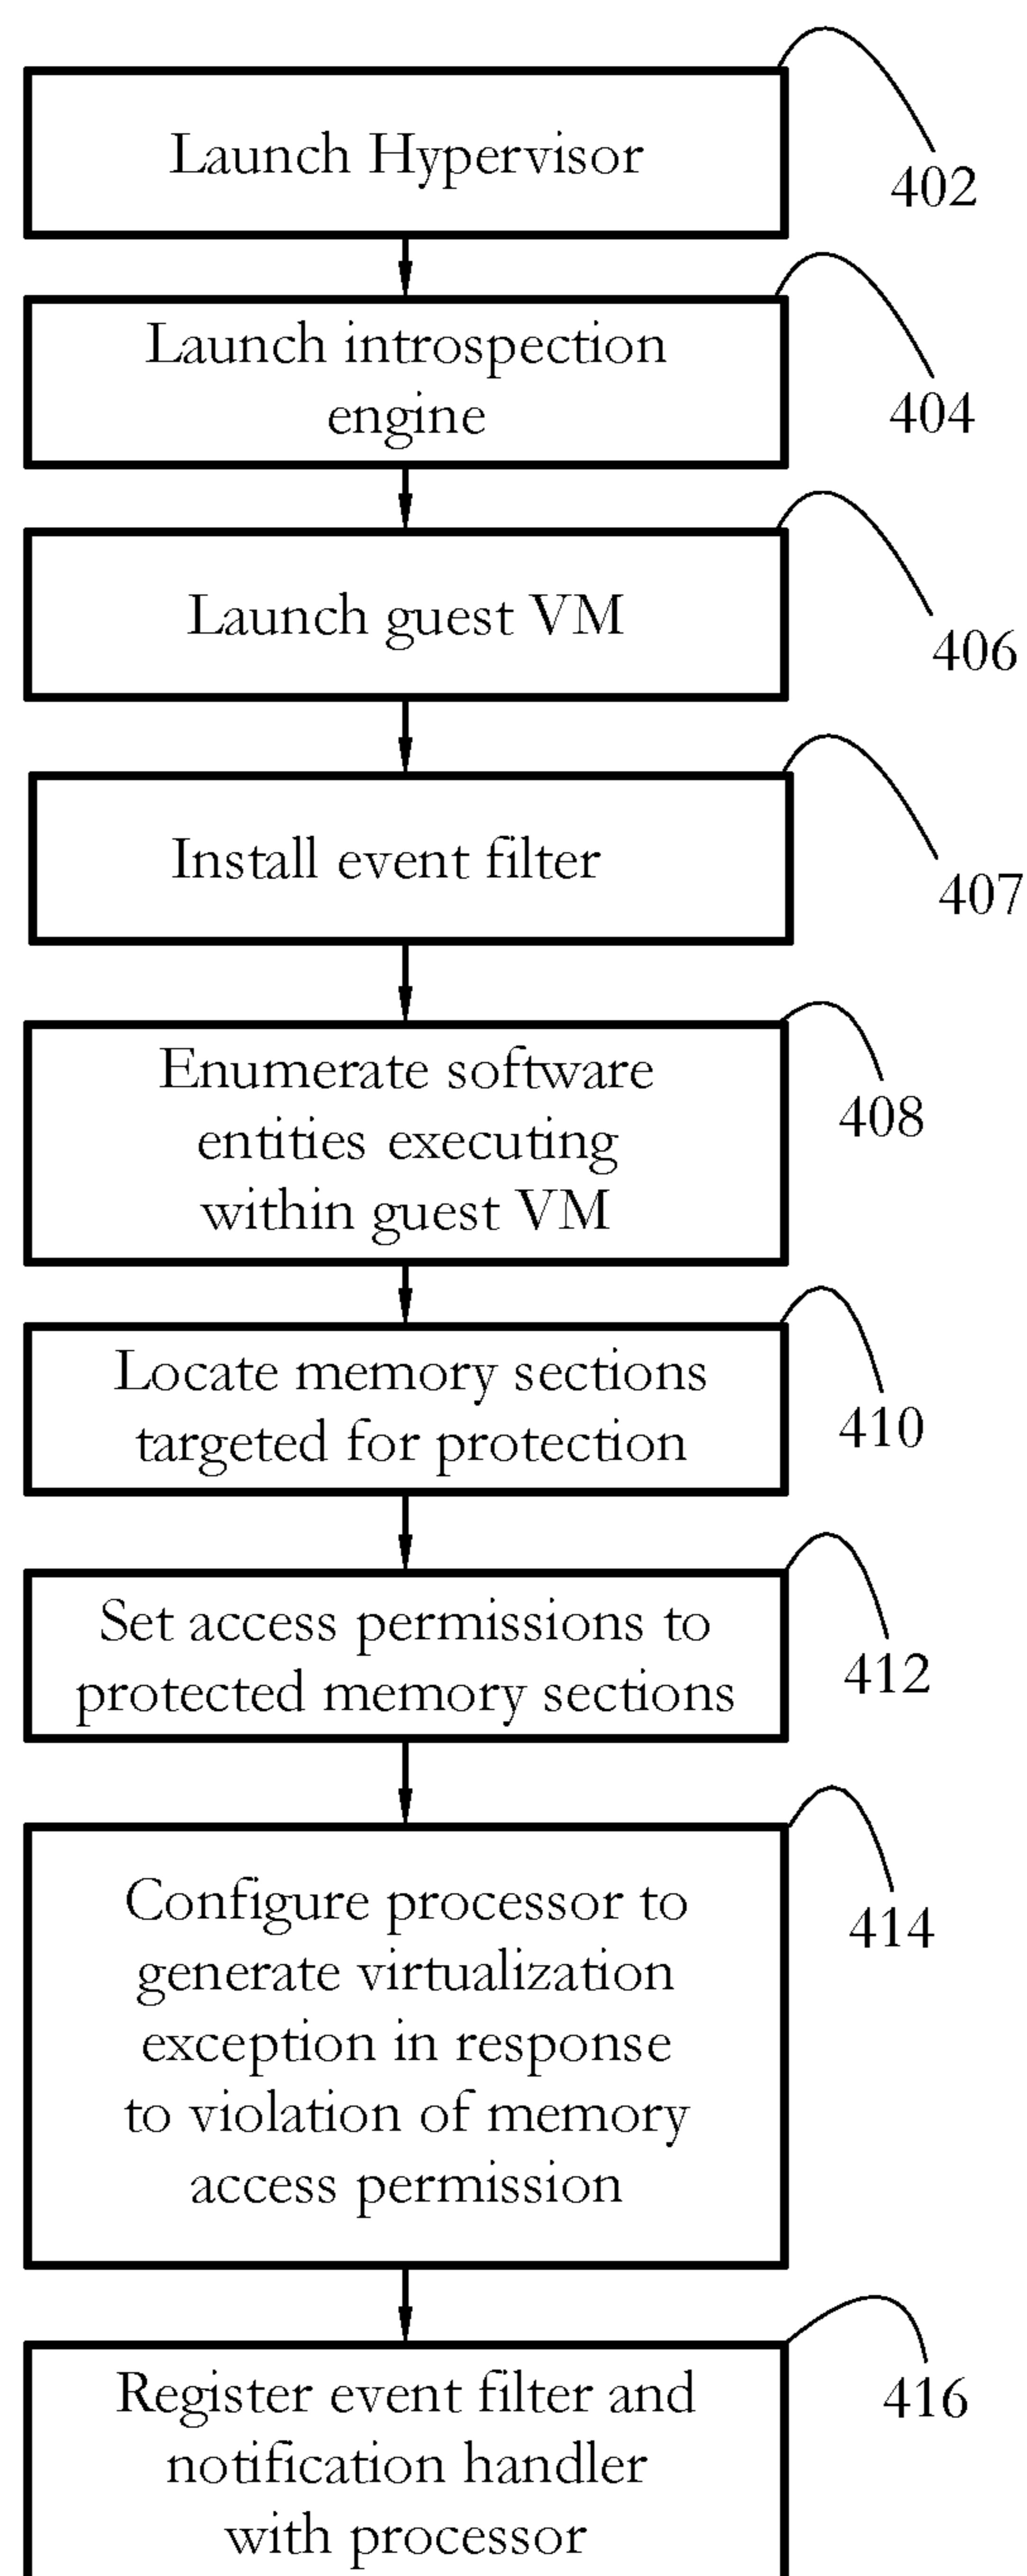 Launch Hypervisor
402
Launch introspection
engine
404
Launch guest VM
406
Install event filter
407
Enumerate software
entities executing
within guest VM
408
Locate memory sections
targeted for protection
410
Set access permissions to
protected memory sections
412
Configure processor to
generate virtualization
exception in response
to violation of memory
access permission
414
Register event filter and
notification handler
with processor
416